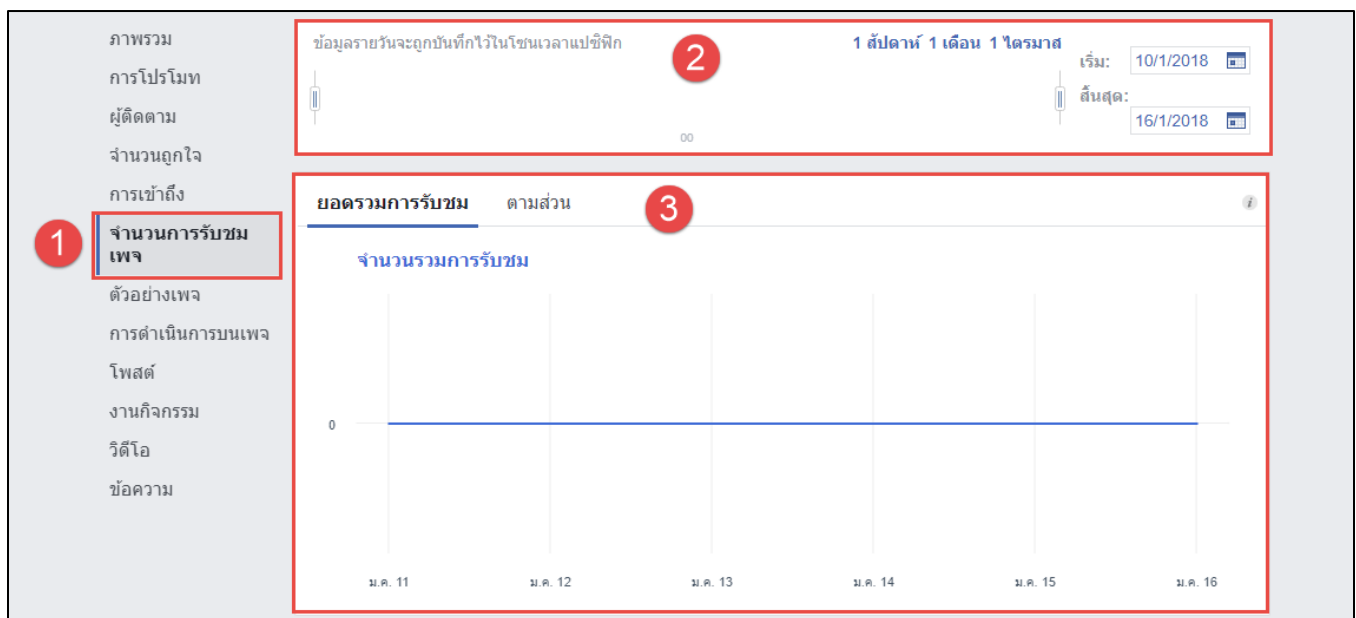 ภาพรวม
การโปรโมท
ผู้ติดตาม
จำนวนถูกใจ
การเข้าถึง
1
จำนวนการรับชม
เพจ
ตัวอย่างเพจ
การดำเนินการบนเพจ
โพสต์
งานกิจกรรม
วิดีโอ
ข้อความ
ข้อมูลรายวันจะถูกบันทึกไว้ในโซนเวลาแปซิฟิก
2
1 สัปดาห์ 1 เดือน 1 ไตรมาส
เริ่ม: 10/1/2018
สิ้นสุด:
16/1/2018
00
ยอดรวมการรับชม ตามส่วน 3 i
จำนวนรวมการรับชม
0
ม.ค. 11 ม.ค. 12 ม.ค. 13 ม.ค. 14 ม.ค. 15 ม.ค. 16